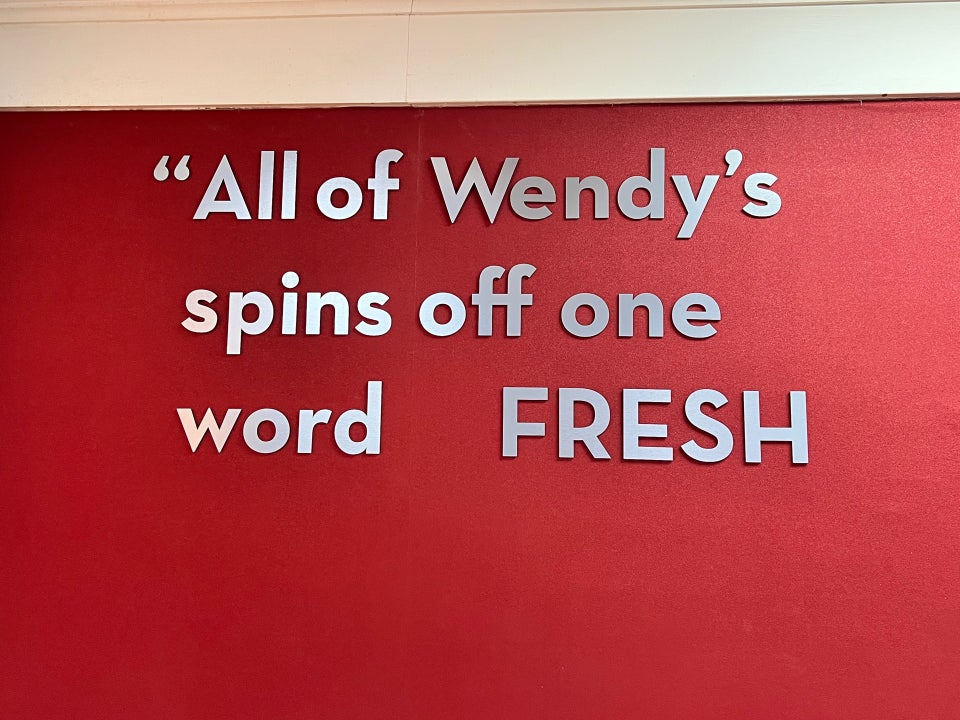 “All of Wendy’s
spins off one
word FRESH